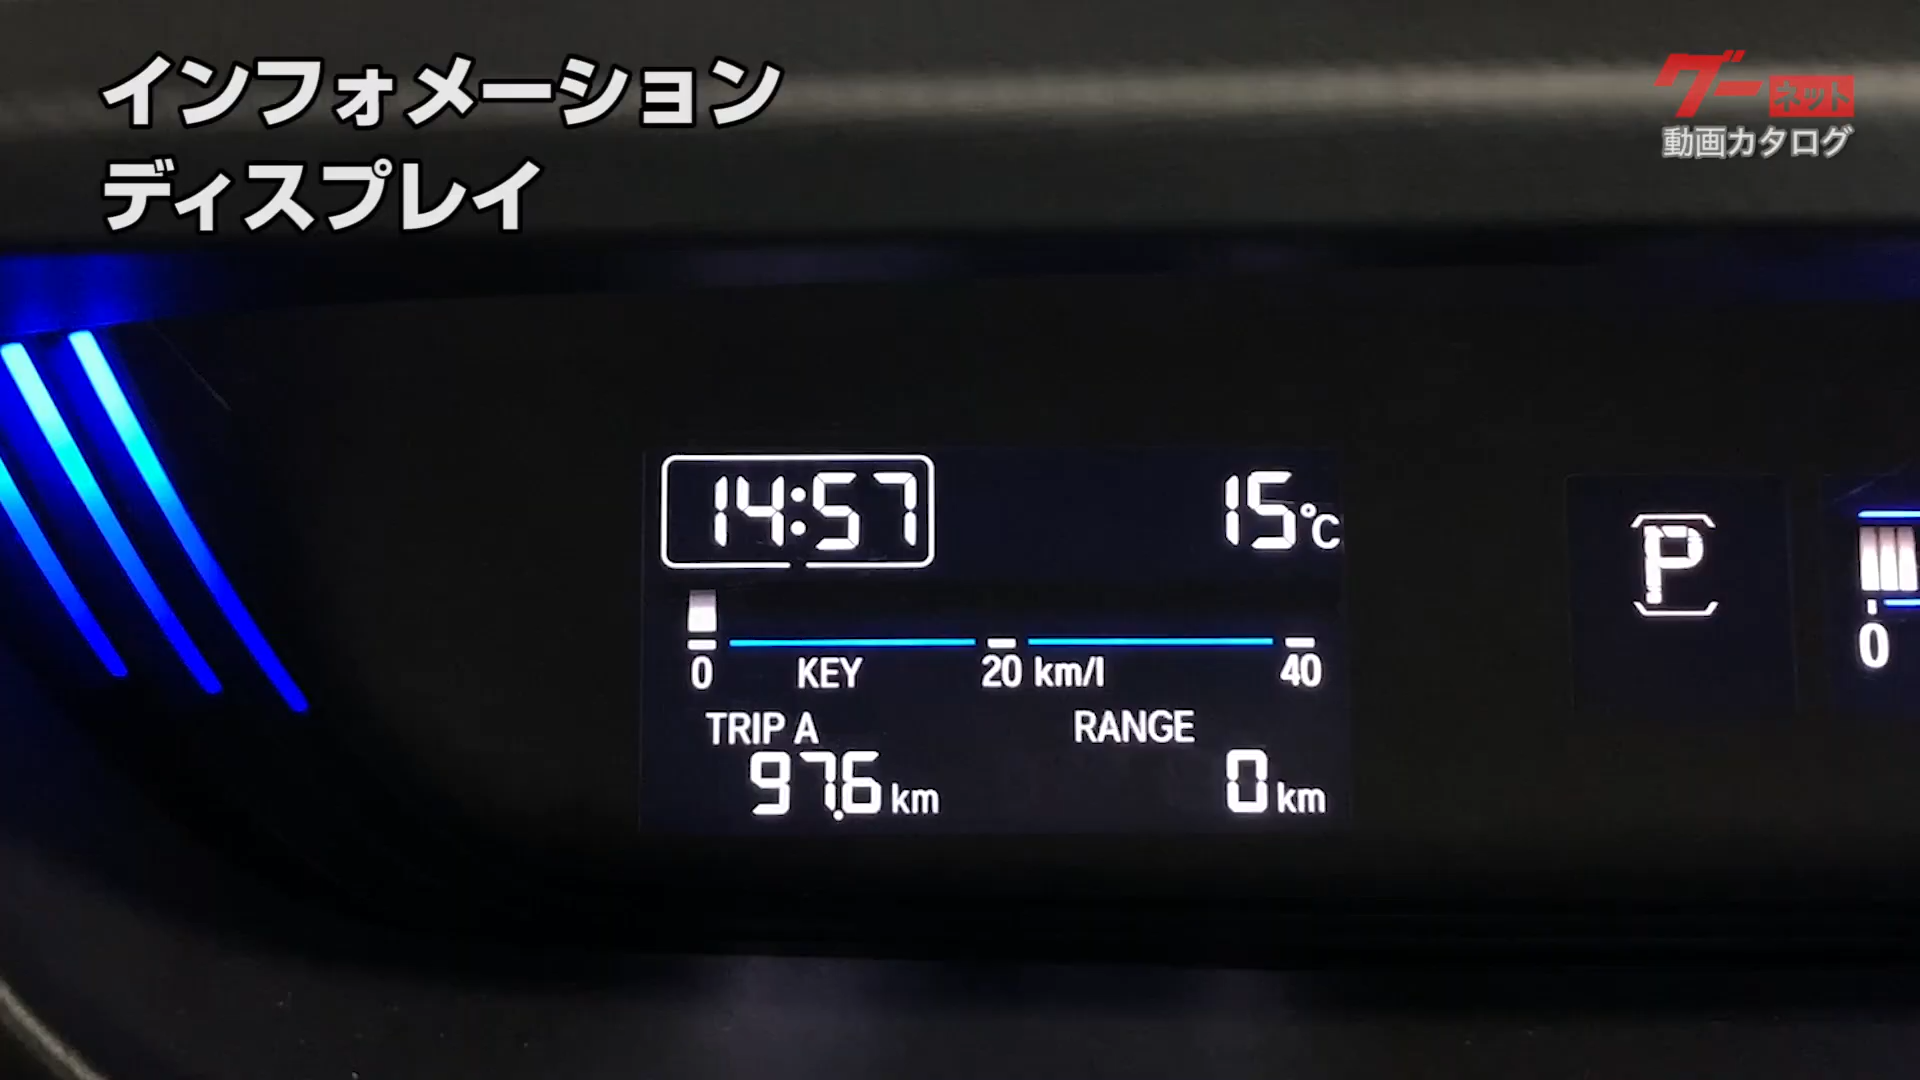 インフォメーション
ディスプレイ
グーネット
動画カタログ
14:57
15℃
P
0 KEY 20 km/l 40
0
TRIP A RANGE
97.6 km 0 km